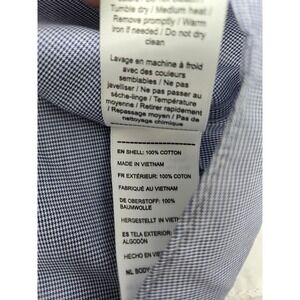 Tumble dry / Medium heat /
Remove promptly / Warm
iron if needed / Do not dry
clean
Lavage en machine à froid
avec des couleurs
semblables / Ne pas
javelliser / Ne pas passer au
sèche-linge / Température
moyenne / Retirer rapidement
/ Repassage moyen / Pas de
nettoyage chimique
EN SHELL: 100% COTTON
MADE IN VIETNAM
FR EXTÉRIEUR: 100% COTON
FABRIQUÉ AU VIETNAM
DE OBERSTOFF: 100%
BAUMWOLLE
HERGESTELLT IN VIETN
ES TELA EXTERIOR:
ALGODÓN
HECHO EN VIET
NL BODY